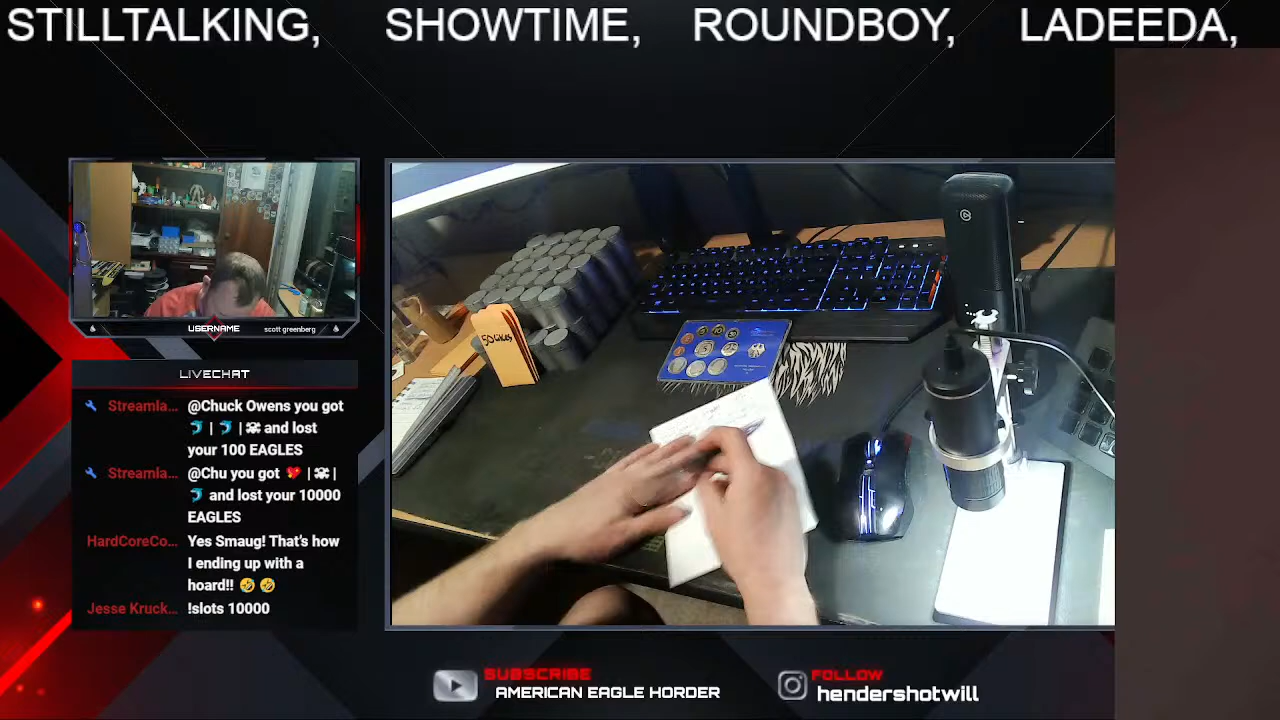 STILLTALKING, SHOWTIME, ROUNDBOY, LADEEDA,
USERNAME
scott greenberg
LIVECHAT
Streamla... @Chuck Owens you got
🐬 | 🐬 | and lost
your 100 EAGLES
Streamla... @Chu you got 💖 | |
🐬 and lost your 10000
EAGLES
HardCoreCo... Yes Smaug! That's how
I ending up with a
hoard!! 🤣 🤣
Jesse Kruck... !slots 10000
SUBSCRIBE
AMERICAN EAGLE HORDER
FOLLOW
hendershotwill